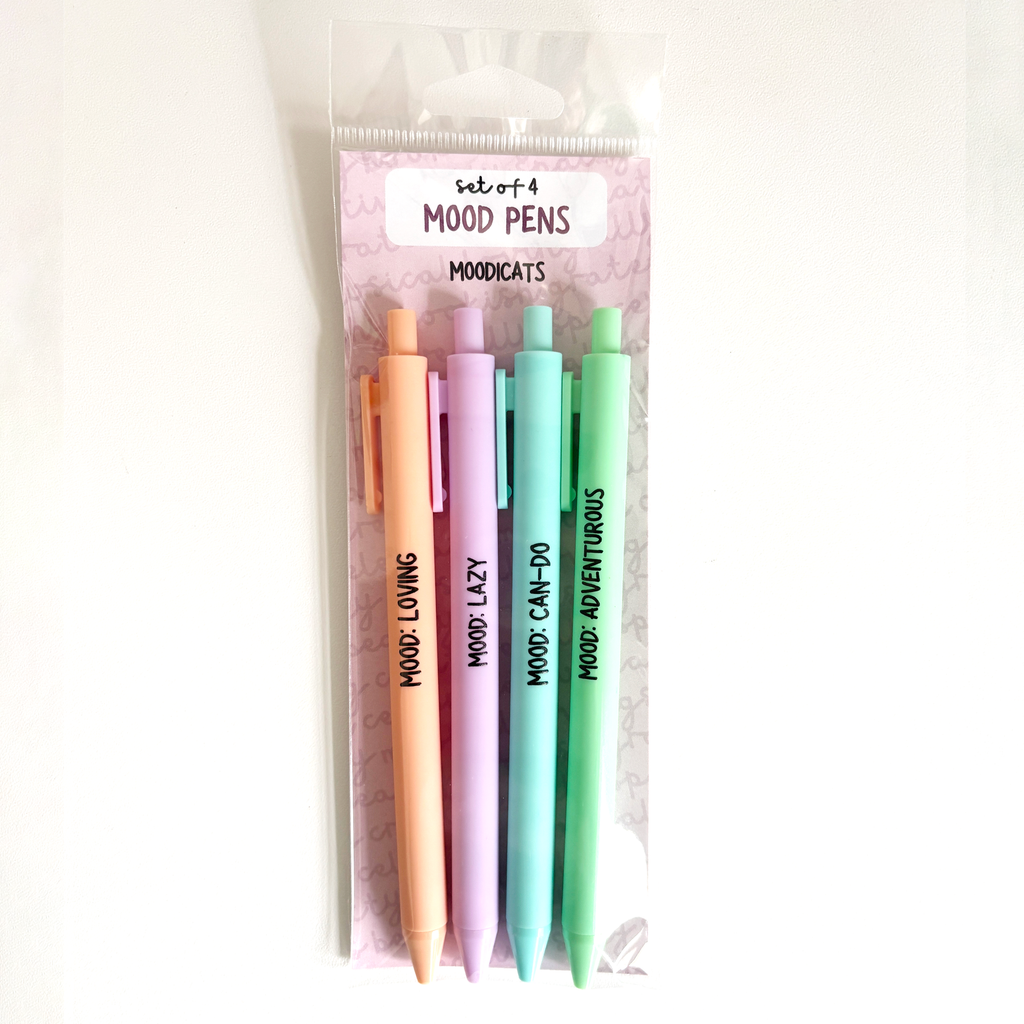 set of 4
MOOD PENS
MOODICATS
MOOD: LOVING
MOOD: LAZY
MOOD: CAN-DO
MOOD: ADVENTUROUS